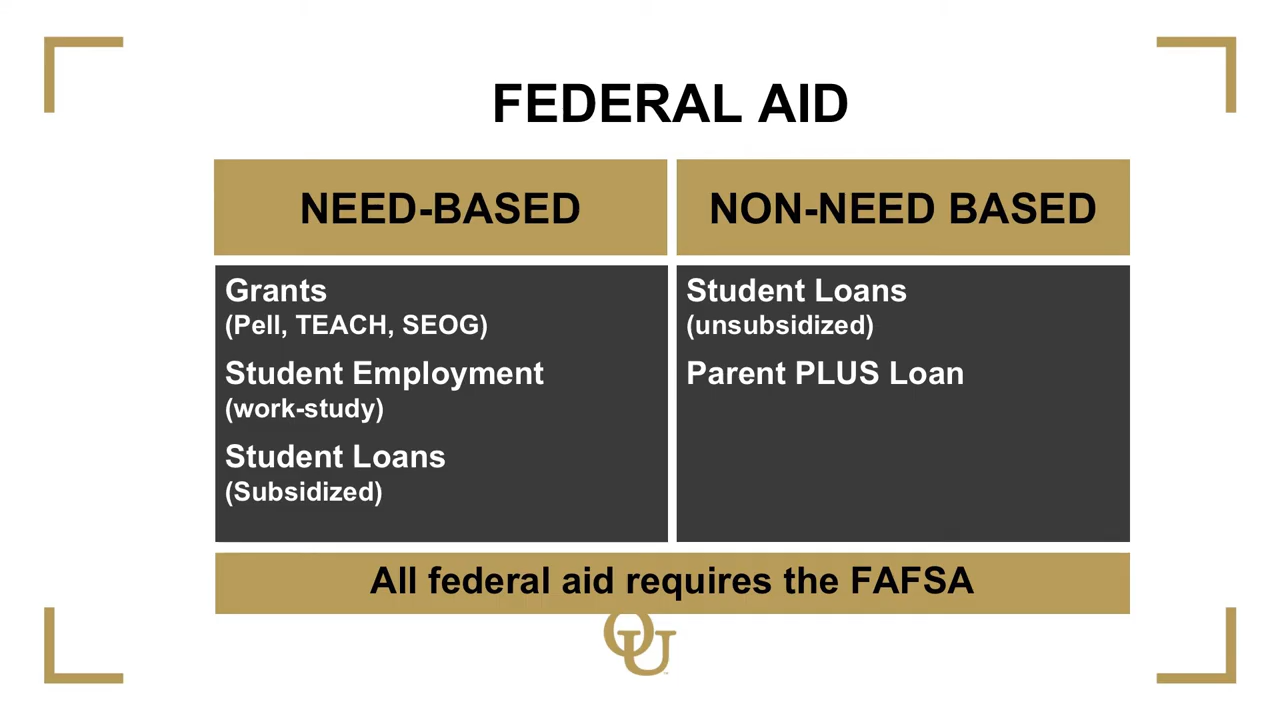 FEDERAL AID
NEED-BASED
NON-NEED BASED
Grants
(Pell, TEACH, SEOG)
Student Employment
(work-study)
Student Loans
(Subsidized)
Student Loans
(unsubsidized)
Parent PLUS Loan
All federal aid requires the FAFSA
OU